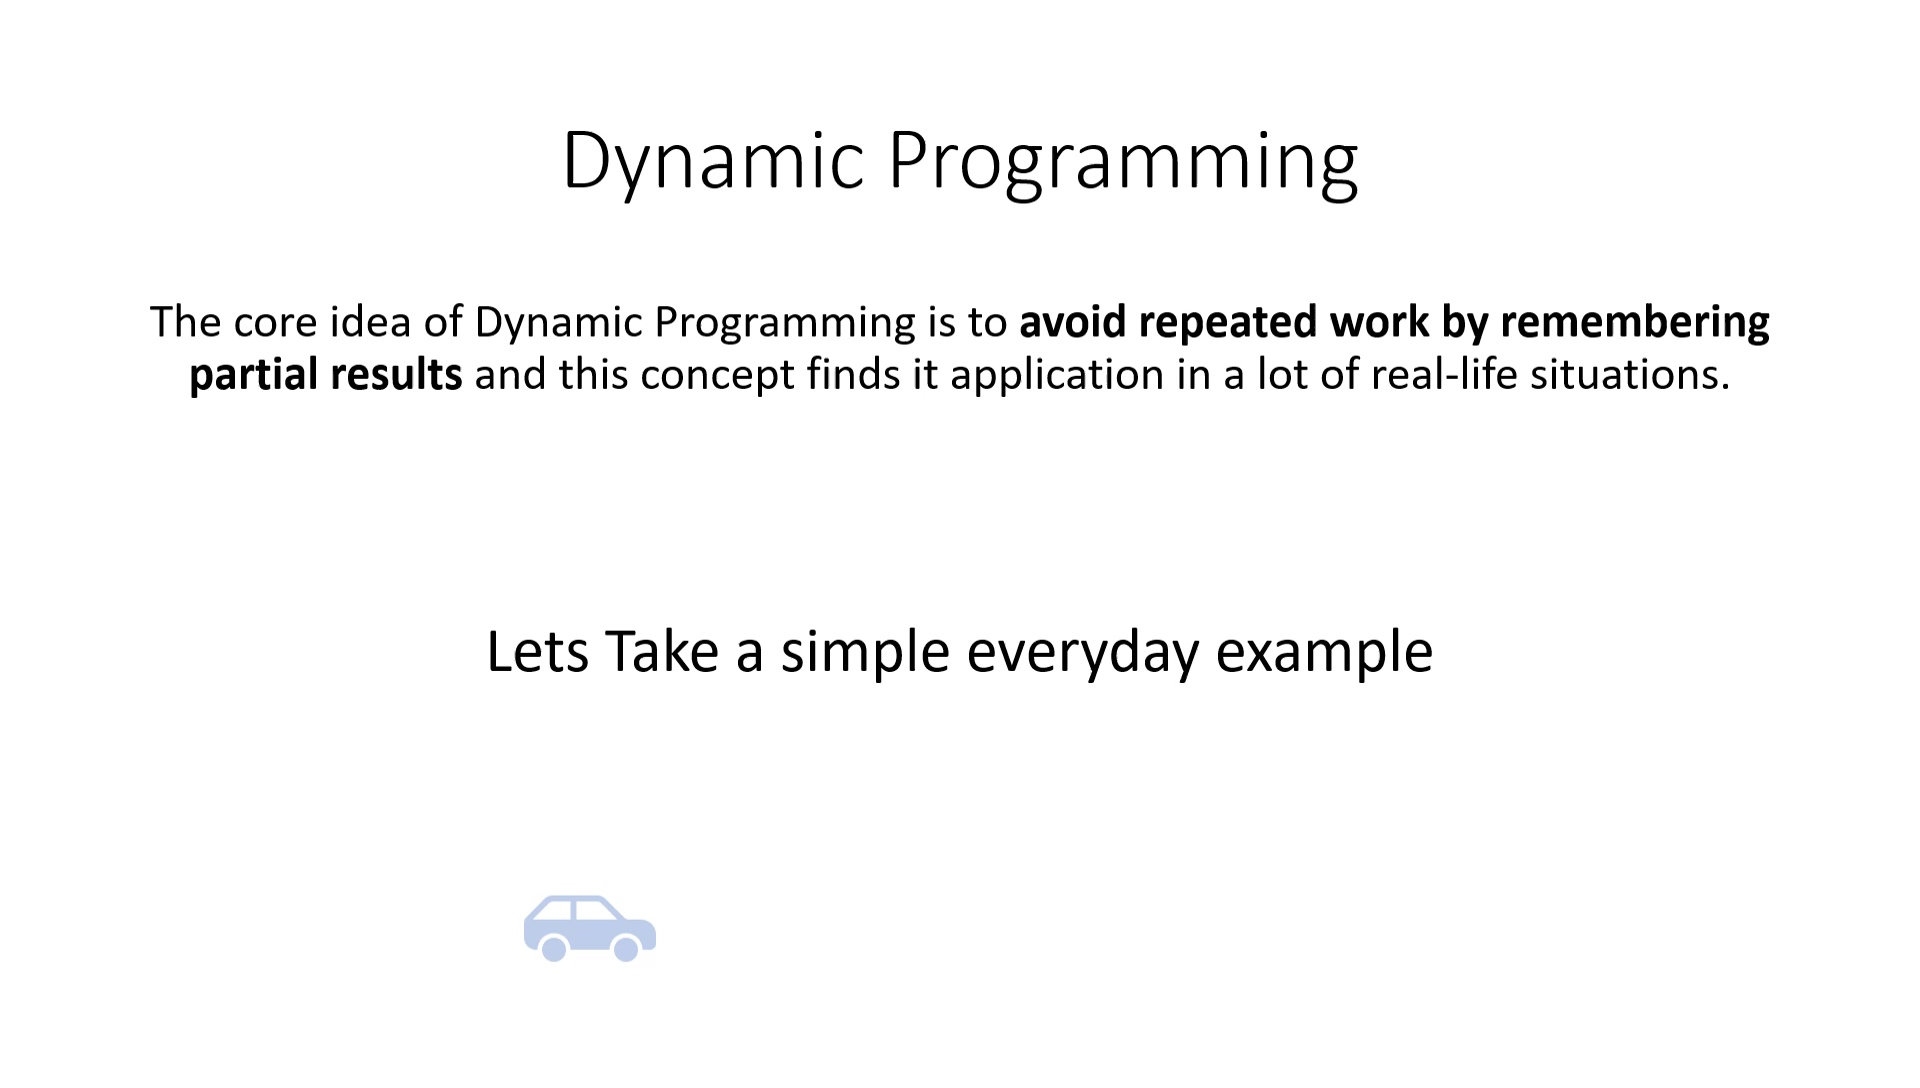 Dynamic Programming
The core idea of Dynamic Programming is to avoid repeated work by remembering
partial results and this concept finds it application in a lot of real-life situations.
Lets Take a simple everyday example